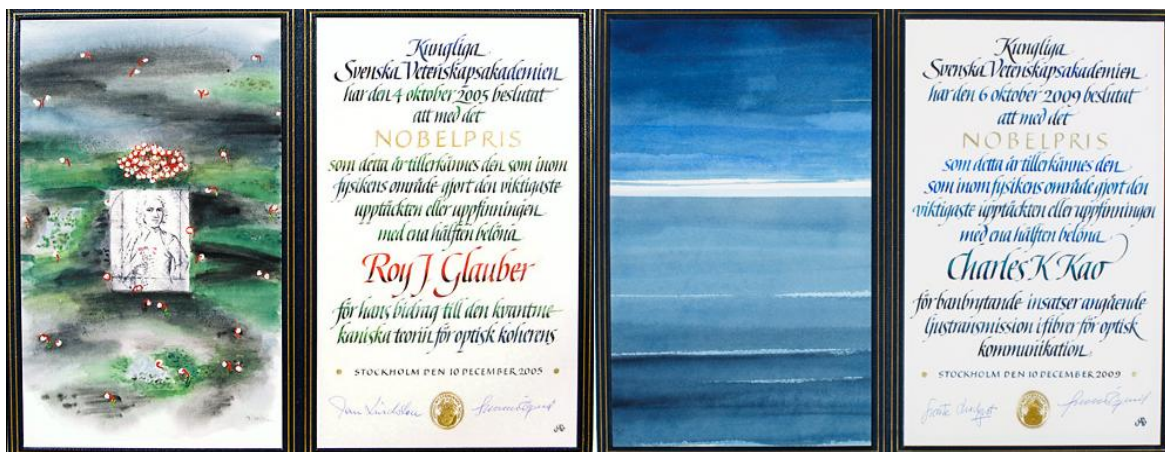 Kungliga
Svenska Vetenskapsakademien
har den 4 oktober 2005 beslutat
att med det
NOBELPRIS
som detta år tillerkännes den som inom
fysikens område gjort den viktigaste
upptäckten eller uppfinningen
med ena hälften belöna
Roy J Glauber
för hans bidrag till den kvantme-
kaniska teorin för optisk koherens
STOCKHOLM DEN 10 DECEMBER 2005
Kungliga
Svenska Vetenskapsakademien
har den 6 oktober 2009 beslutat
att med det
NOBELPRIS
som detta år tillerkännes den
som inom fysikens område gjort den
viktigaste upptäckten eller uppfinningen
med ena hälften belöna
Charles K Kao
för banbrytande insatser angående
ljustransmission i fibrer för optisk
kommunikation
STOCKHOLM DEN 10 DECEMBER 2009